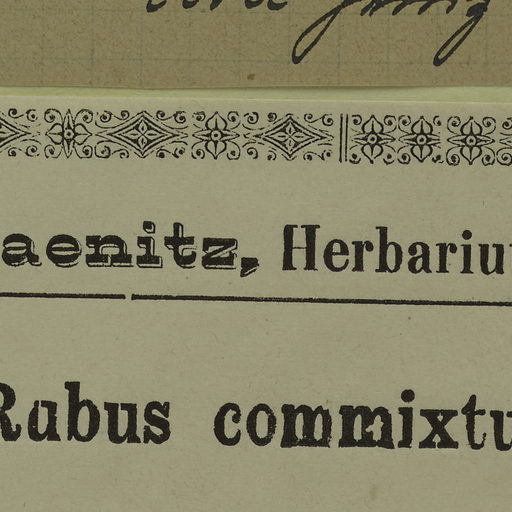 aenitz, Herbariu
Rubus commixtu